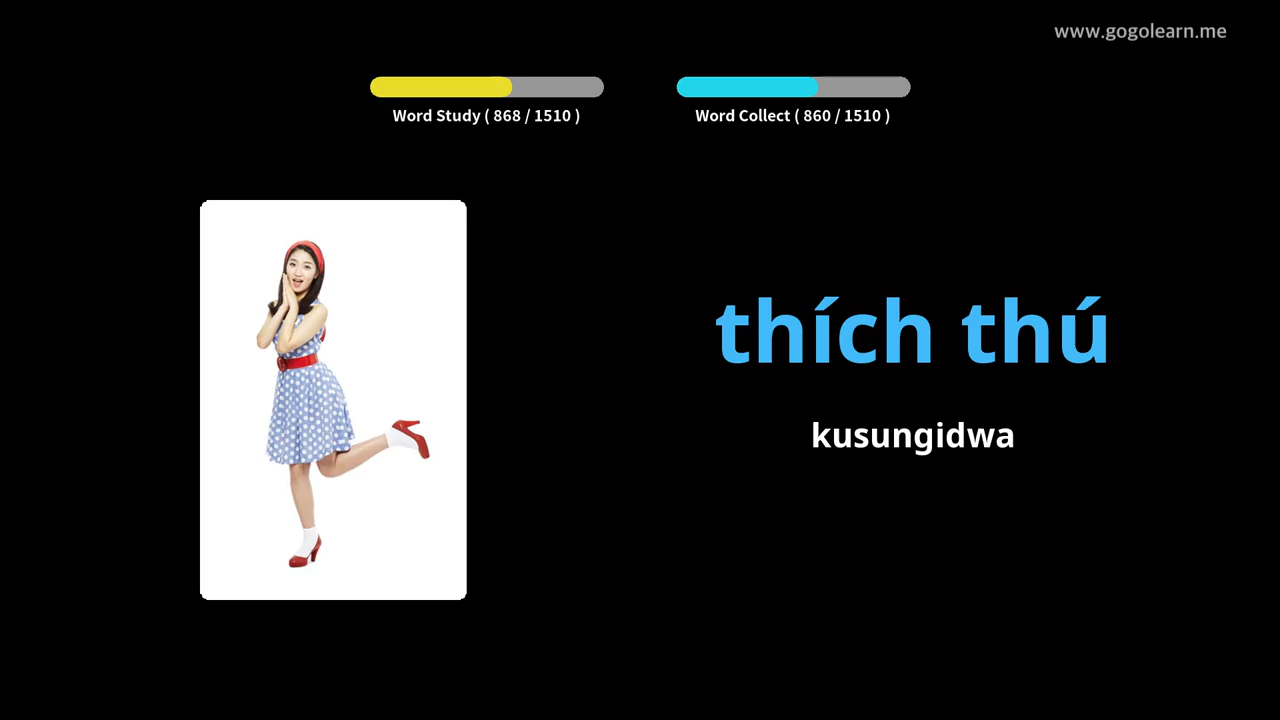 www.gogolearn.me
Word Study ( 868 / 1510 )
Word Collect ( 860 / 1510 )
thích thú
kusungidwa